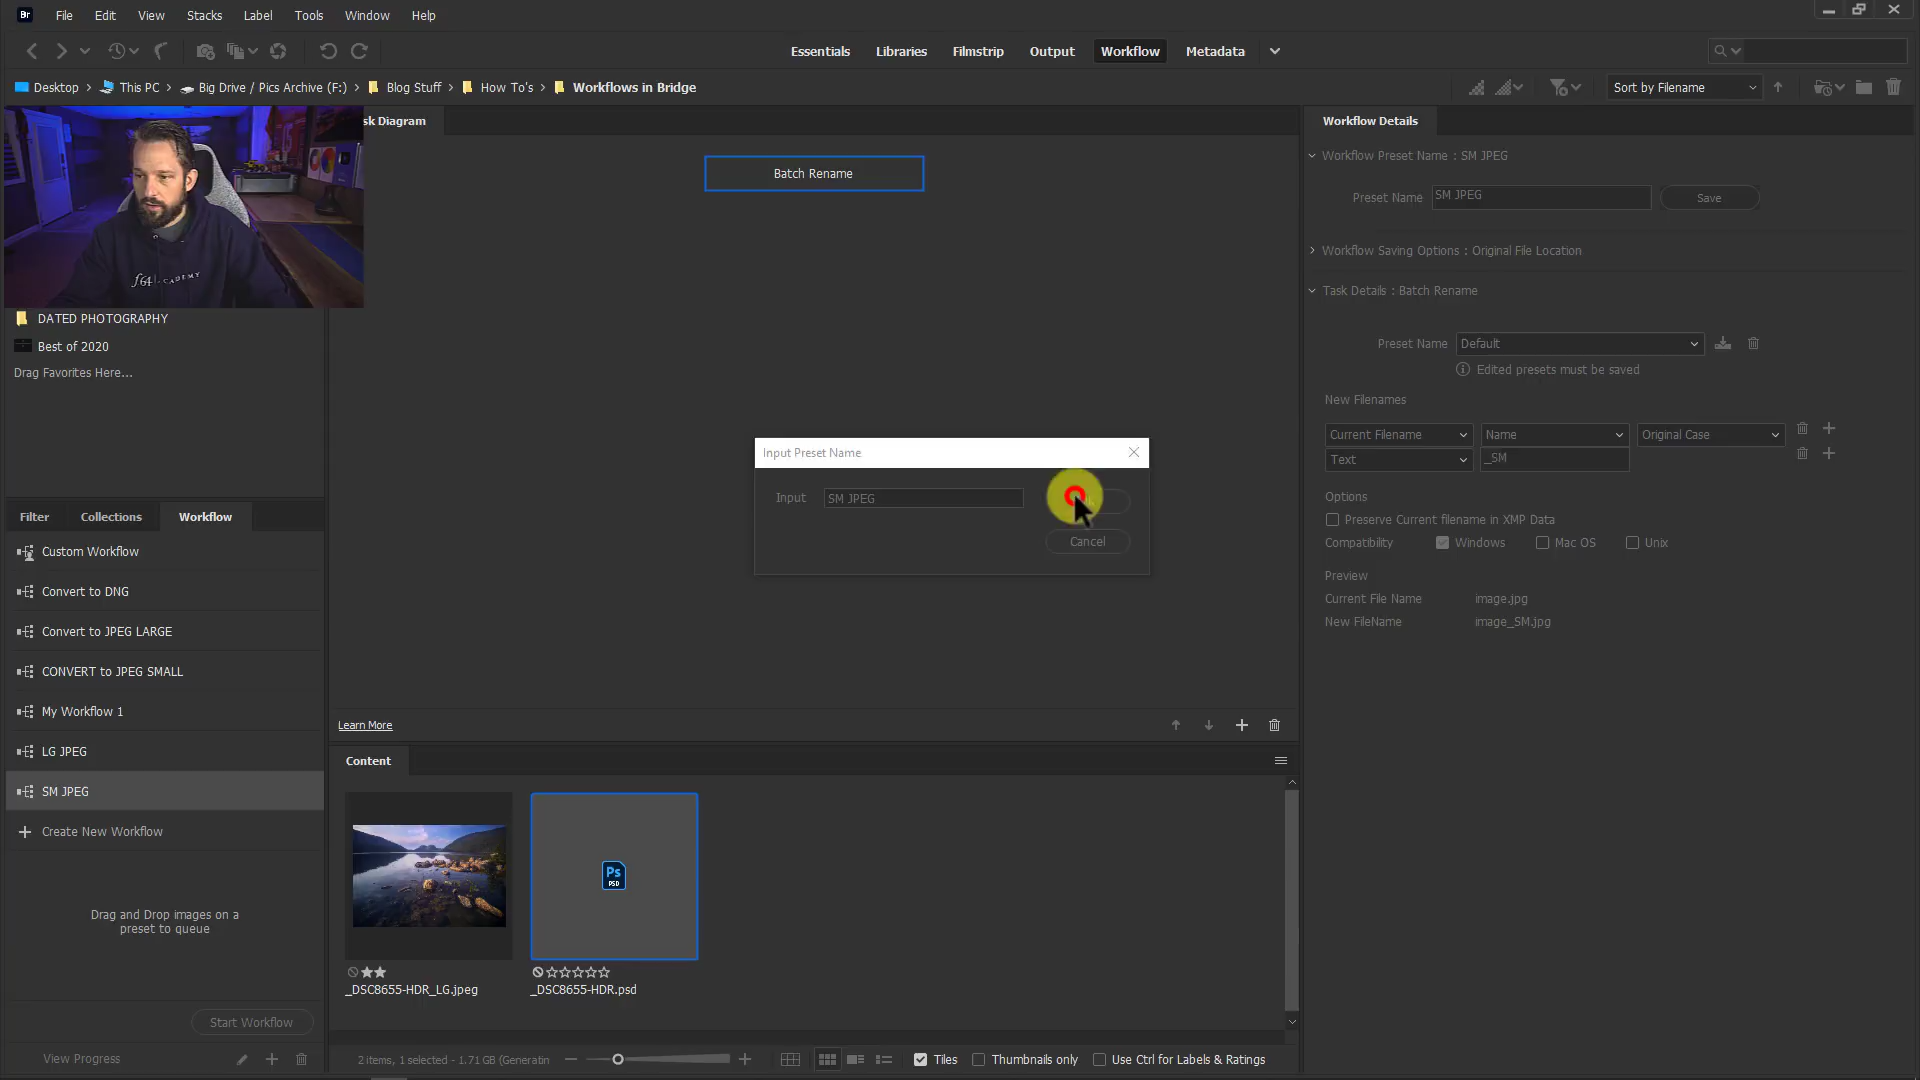 Br File Edit View Stacks Label Tools Window Help
Essentials Libraries Filmstrip Output Workflow Metadata
Desktop This PC Big Drive / Pics Archive (F:) Blog Stuff How To's Workflows in Bridge
Sort by Filename
sk Diagram
Batch Rename
f64 ACADEMY
DATED PHOTOGRAPHY
Best of 2020
Drag Favorites Here...
Filter Collections Workflow
Custom Workflow
Convert to DNG
Convert to JPEG LARGE
CONVERT to JPEG SMALL
My Workflow 1
LG JPEG
SM JPEG
Create New Workflow
Drag and Drop images on a
preset to queue
Start Workflow
View Progress
Input Preset Name
Input SM JPEG
Cancel
Learn More
Content
Ps
PSD
_DSC8655-HDR_LG.jpeg
_DSC8655-HDR.psd
2 items, 1 selected - 1.71 GB (Generatin
Tiles Thumbnails only Use Ctrl for Labels & Ratings
Workflow Details
Workflow Preset Name : SM JPEG
Preset Name SM JPEG Save
Workflow Saving Options : Original File Location
Task Details : Batch Rename
Preset Name Default
Edited presets must be saved
New Filenames
Current Filename Name Original Case
Text _SM
Options
Preserve Current filename in XMP Data
Compatibility Windows Mac OS Unix
Preview
Current File Name image.jpg
New FileName image_SM.jpg